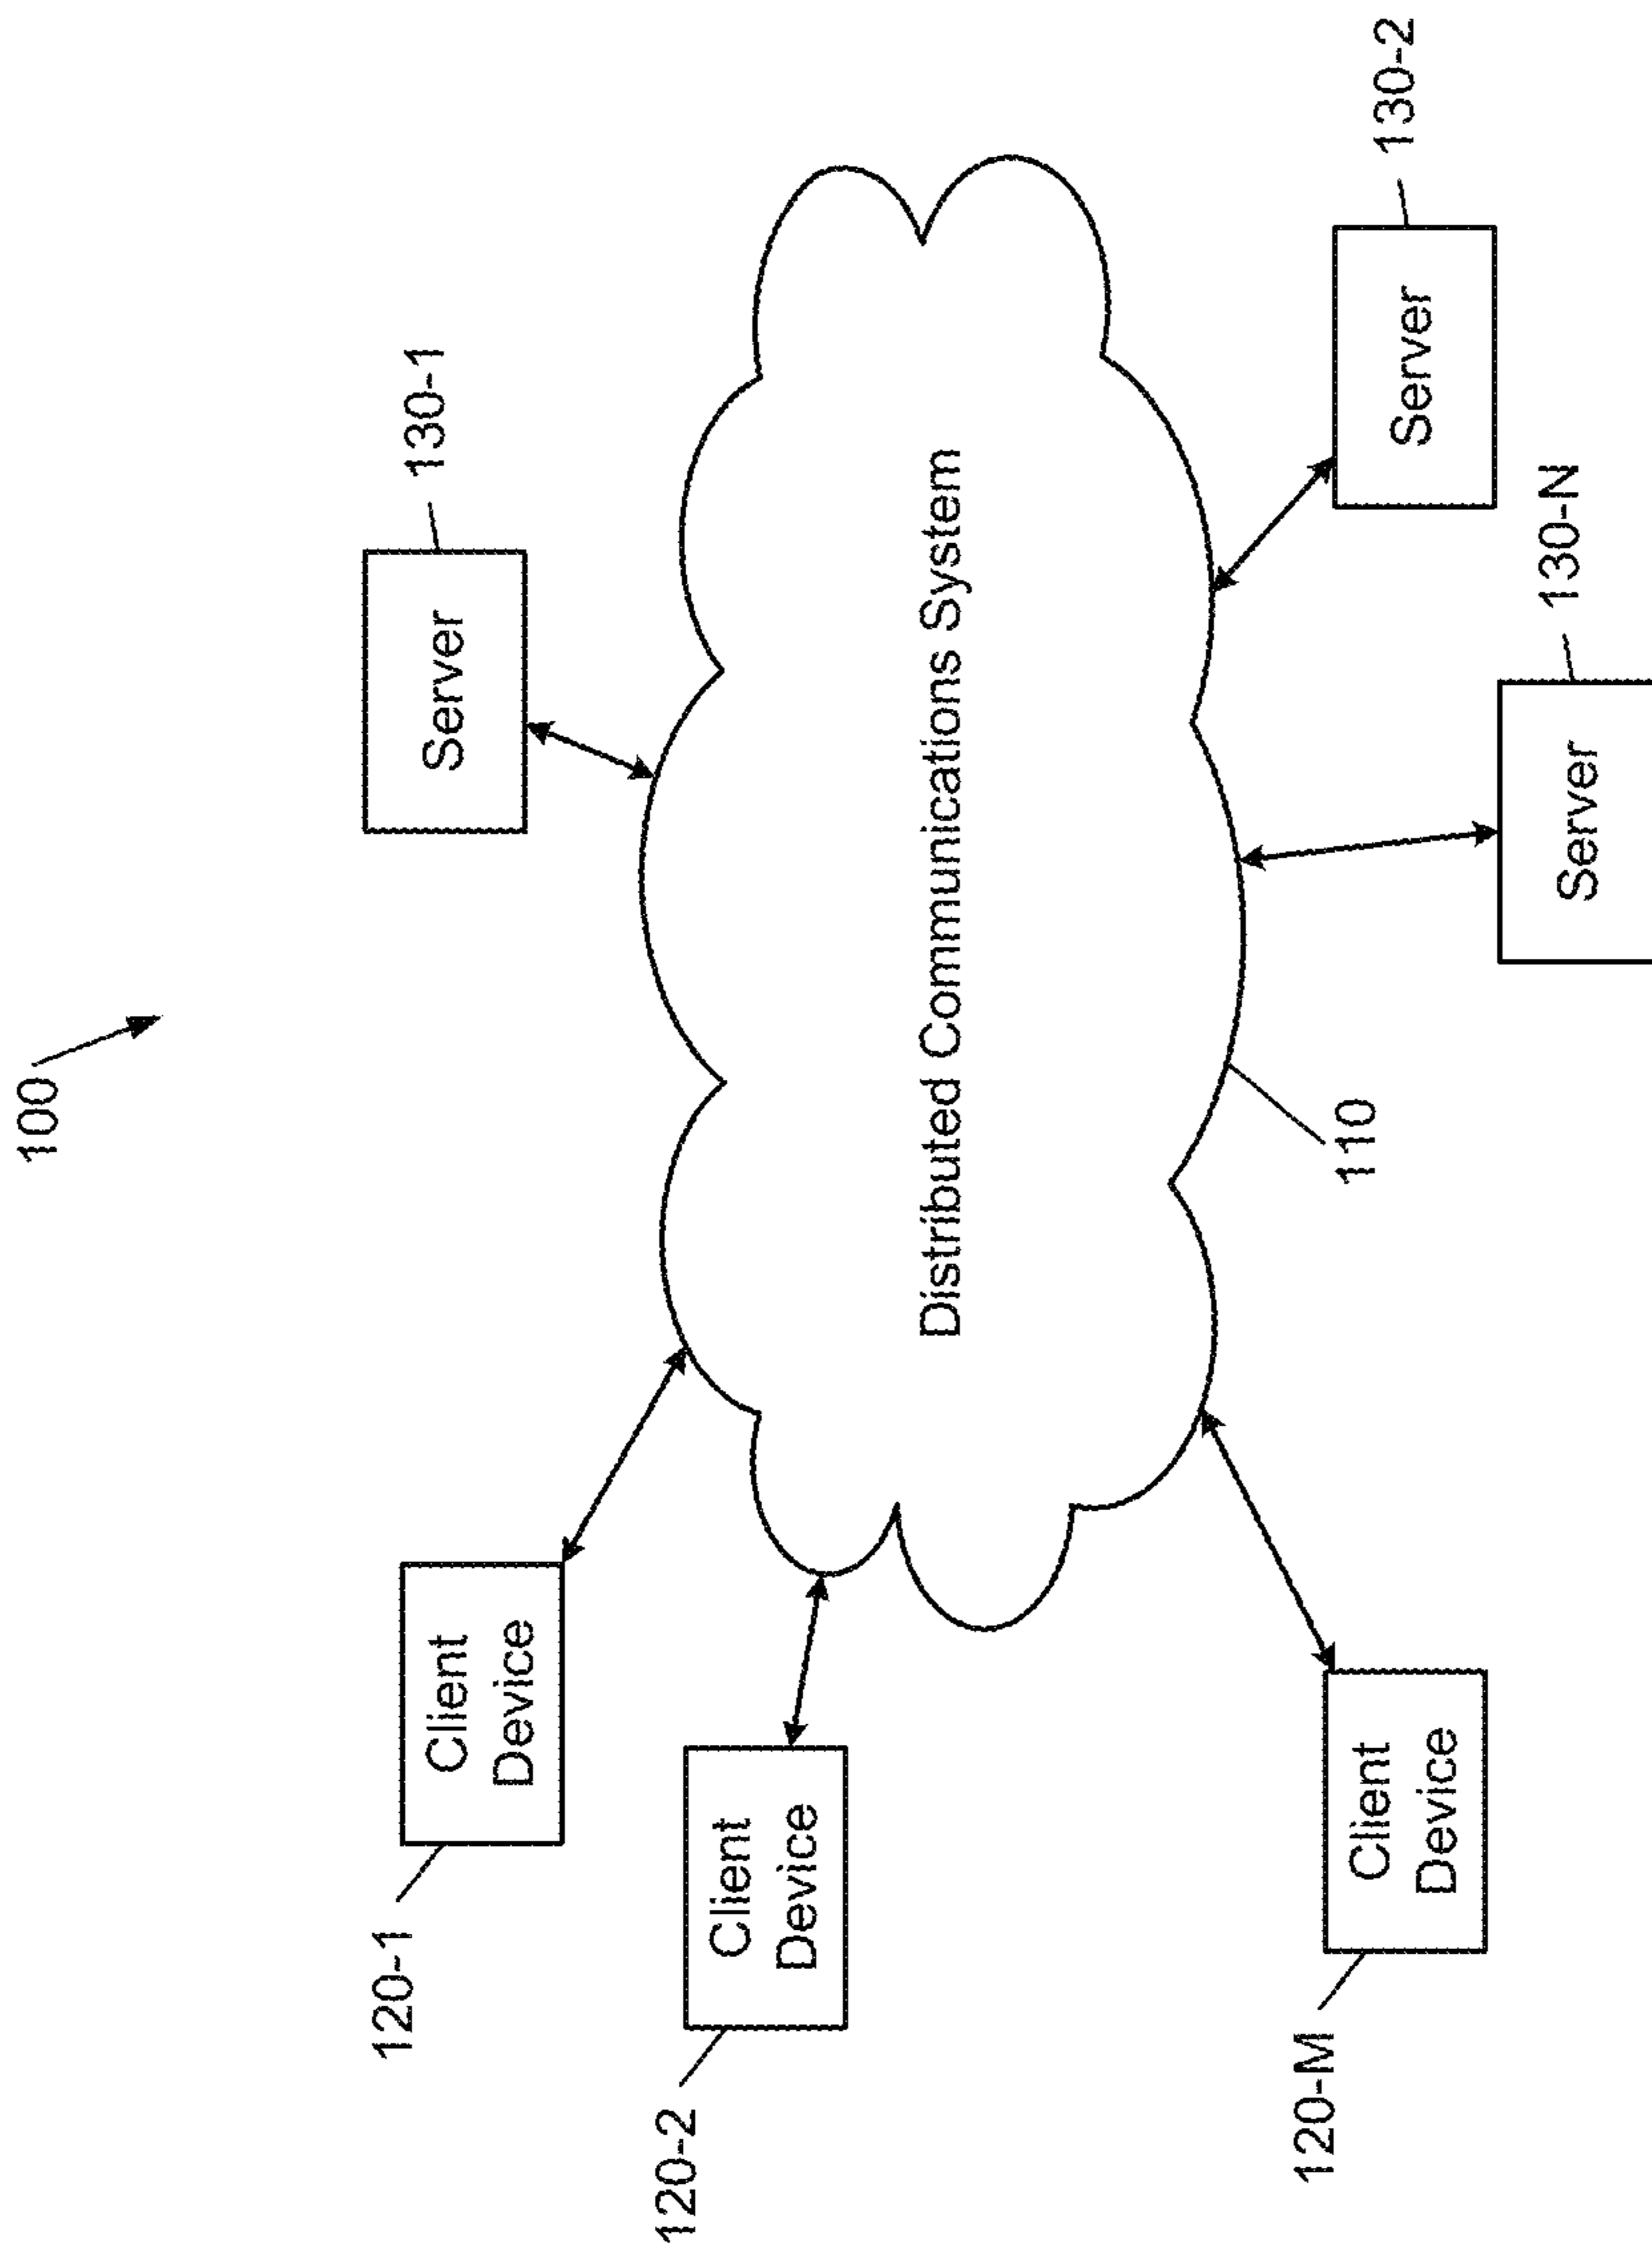 100
120-1
Client
Device
Server
130-1
120-2
Client
Device
Distributed Communications System
120-M
Client
Device
110
Server
130-N
Server
130-2